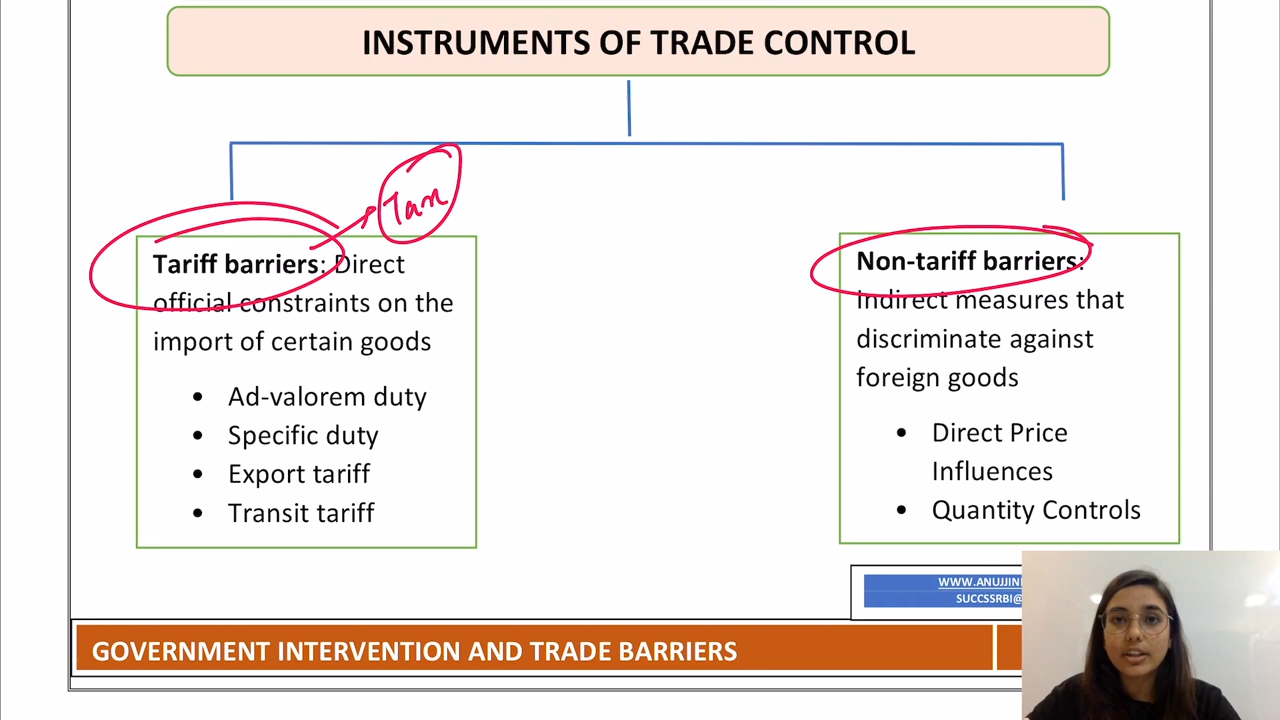 INSTRUMENTS OF TRADE CONTROL
Tax
Tariff barriers: Direct
official constraints on the
import of certain goods
• Ad-valorem duty
• Specific duty
• Export tariff
• Transit tariff
Non-tariff barriers:
Indirect measures that
discriminate against
foreign goods
• Direct Price
Influences
• Quantity Controls
WWW.ANUJJIN
SUCCSSRBI@
GOVERNMENT INTERVENTION AND TRADE BARRIERS